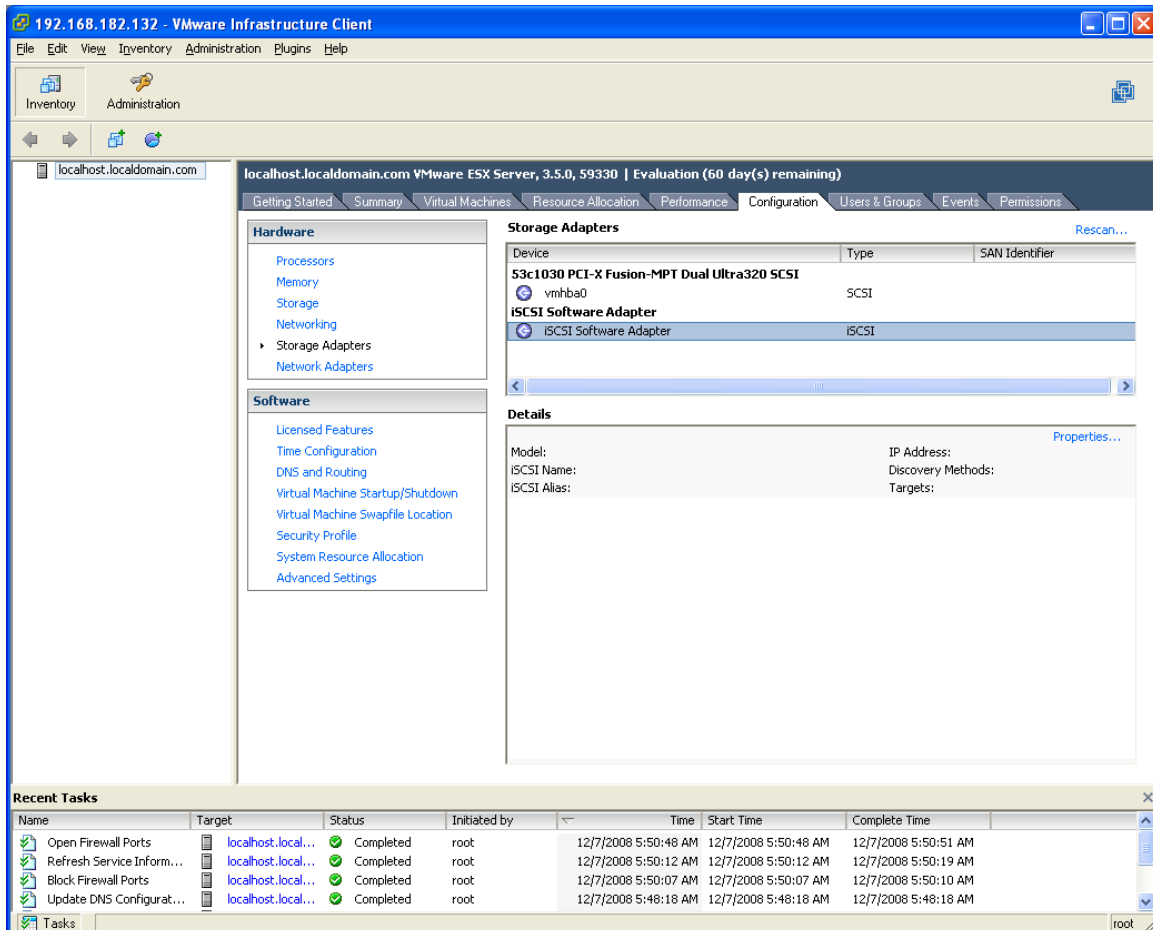 192.168.182.132 - VMware Infrastructure Client
File Edit View Inventory Administration Plugins Help
Inventory Administration
localhost.localdomain.com
localhost.localdomain.com VMware ESX Server, 3.5.0, 59330 | Evaluation (60 day(s) remaining)
Getting Started Summary Virtual Machines Resource Allocation Performance Configuration Users & Groups Events Permissions
Hardware
Processors
Memory
Storage
Networking
Storage Adapters
Network Adapters
Software
Licensed Features
Time Configuration
DNS and Routing
Virtual Machine Startup/Shutdown
Virtual Machine Swapfile Location
Security Profile
System Resource Allocation
Advanced Settings
Storage Adapters Rescan...
Device Type SAN Identifier
53c1030 PCI-X Fusion-MPT Dual Ultra320 SCSI
vmhba0 SCSI
iSCSI Software Adapter
iSCSI Software Adapter iSCSI
Details
Properties...
Model: IP Address:
iSCSI Name: Discovery Methods:
iSCSI Alias: Targets:
Recent Tasks
Name Target Status Initiated by Time Start Time Complete Time
Open Firewall Ports localhost.local... Completed root 12/7/2008 5:50:48 AM 12/7/2008 5:50:48 AM 12/7/2008 5:50:51 AM
Refresh Service Inform... localhost.local... Completed root 12/7/2008 5:50:12 AM 12/7/2008 5:50:12 AM 12/7/2008 5:50:19 AM
Block Firewall Ports localhost.local... Completed root 12/7/2008 5:50:07 AM 12/7/2008 5:50:07 AM 12/7/2008 5:50:10 AM
Update DNS Configurat... localhost.local... Completed root 12/7/2008 5:48:18 AM 12/7/2008 5:48:18 AM 12/7/2008 5:48:18 AM
Tasks root